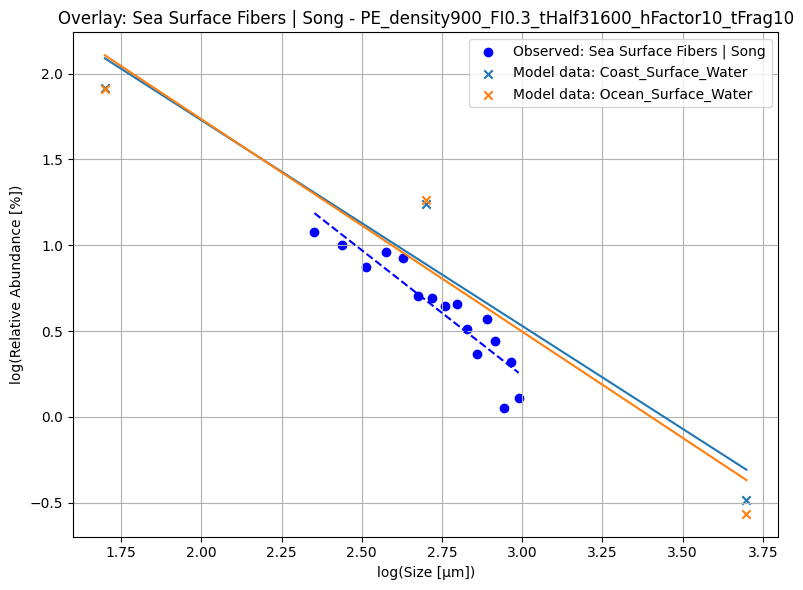 Overlay: Sea Surface Fibers | Song - PE_density900_FI0.3_tHalf31600_hFactor10_tFrag10
Observed: Sea Surface Fibers | Song
Model data: Coast_Surface_Water
Model data: Ocean_Surface_Water
log(Relative Abundance [%])
2.0
1.5
1.0
0.5
0.0
−0.5
1.75 2.00 2.25 2.50 2.75 3.00 3.25 3.50 3.75
log(Size [µm])